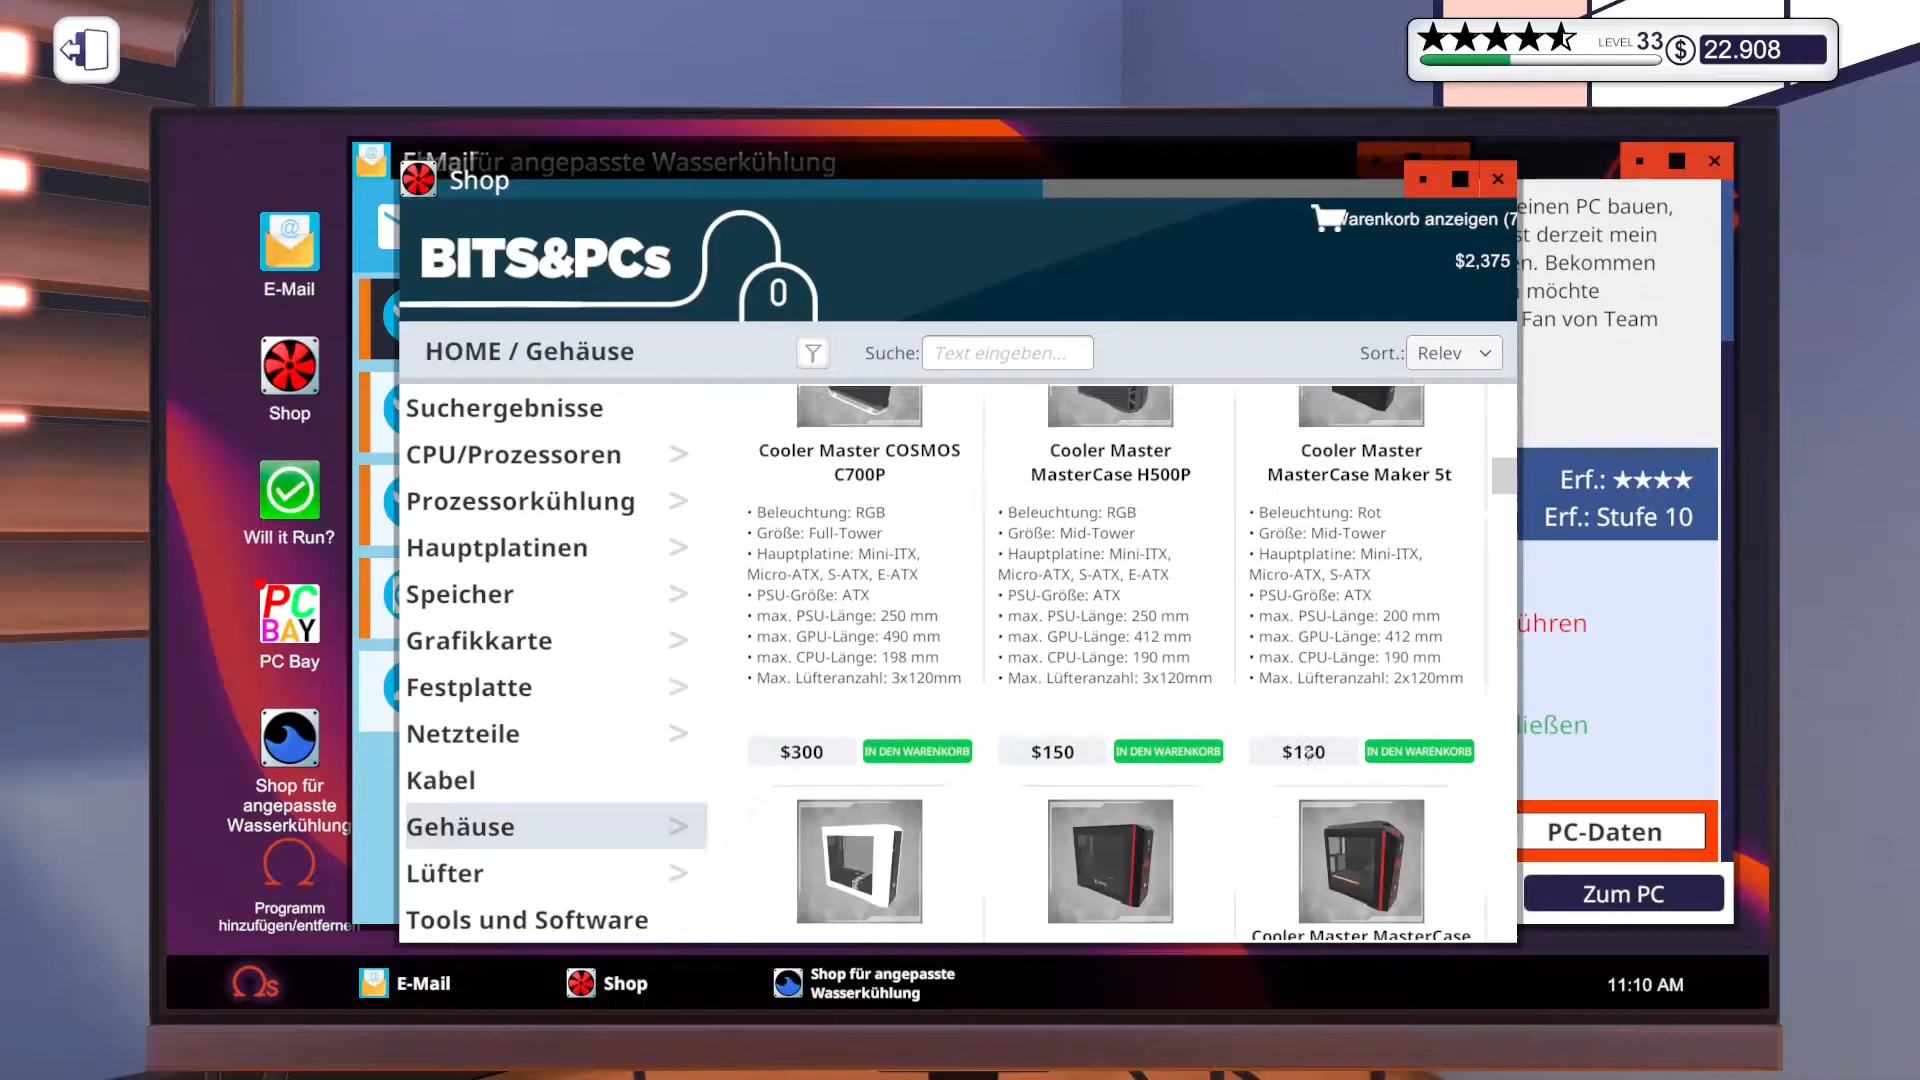 LEVEL 33
$ 22.908
E-Mail
für angepasste Wasserkühlung
Shop
Warenkorb anzeigen (7
$2,375
BITS&PCs
HOME / Gehäuse
Suche:
Text eingeben...
Sort.:
Relev
Suchergebnisse
CPU/Prozessoren
Prozessorkühlung
Hauptplatinen
Speicher
Grafikkarte
Festplatte
Netzteile
Kabel
Gehäuse
Lüfter
Tools und Software
Cooler Master COSMOS
C700P
• Beleuchtung: RGB
• Größe: Full-Tower
• Hauptplatine: Mini-ITX,
Micro-ATX, S-ATX, E-ATX
• PSU-Größe: ATX
• max. PSU-Länge: 250 mm
• max. GPU-Länge: 490 mm
• max. CPU-Länge: 198 mm
• Max. Lüfteranzahl: 3x120mm
$300
IN DEN WARENKORB
Cooler Master
MasterCase H500P
• Beleuchtung: RGB
• Größe: Mid-Tower
• Hauptplatine: Mini-ITX,
Micro-ATX, S-ATX, E-ATX
• PSU-Größe: ATX
• max. PSU-Länge: 250 mm
• max. GPU-Länge: 412 mm
• max. CPU-Länge: 190 mm
• Max. Lüfteranzahl: 3x120mm
$150
IN DEN WARENKORB
Cooler Master
MasterCase Maker 5t
• Beleuchtung: Rot
• Größe: Mid-Tower
• Hauptplatine: Mini-ITX,
Micro-ATX, S-ATX
• PSU-Größe: ATX
• max. PSU-Länge: 200 mm
• max. GPU-Länge: 412 mm
• max. CPU-Länge: 190 mm
• Max. Lüfteranzahl: 2x120mm
IN DEN WARENKORB
Cooler Master MasterCase
einen PC bauen,
st derzeit mein
n. Bekommen
möchte
Fan von Team
Erf.: ★★★★
Erf.: Stufe 10
ühren
ießen
PC-Daten
Zum PC
E-Mail
Shop
Will it Run?
PC
BAY
PC Bay
Shop für
angepasste
Wasserkühlung
Programm
hinzufügen/entferne
Ωs
E-Mail
Shop
Shop für angepasste
Wasserkühlung
11:10 AM